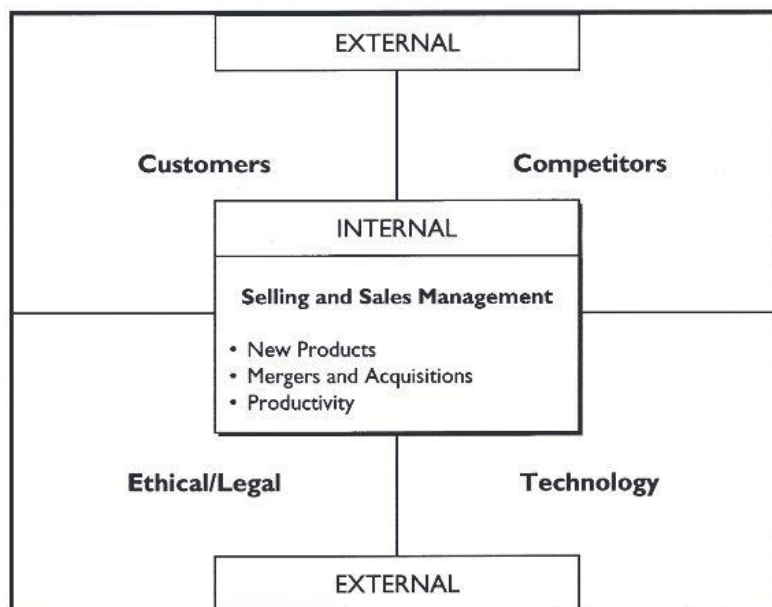 EXTERNAL
Customers
Competitors
INTERNAL
Selling and Sales Management
• New Products
• Mergers and Acquisitions
• Productivity
Ethical/Legal
Technology
EXTERNAL